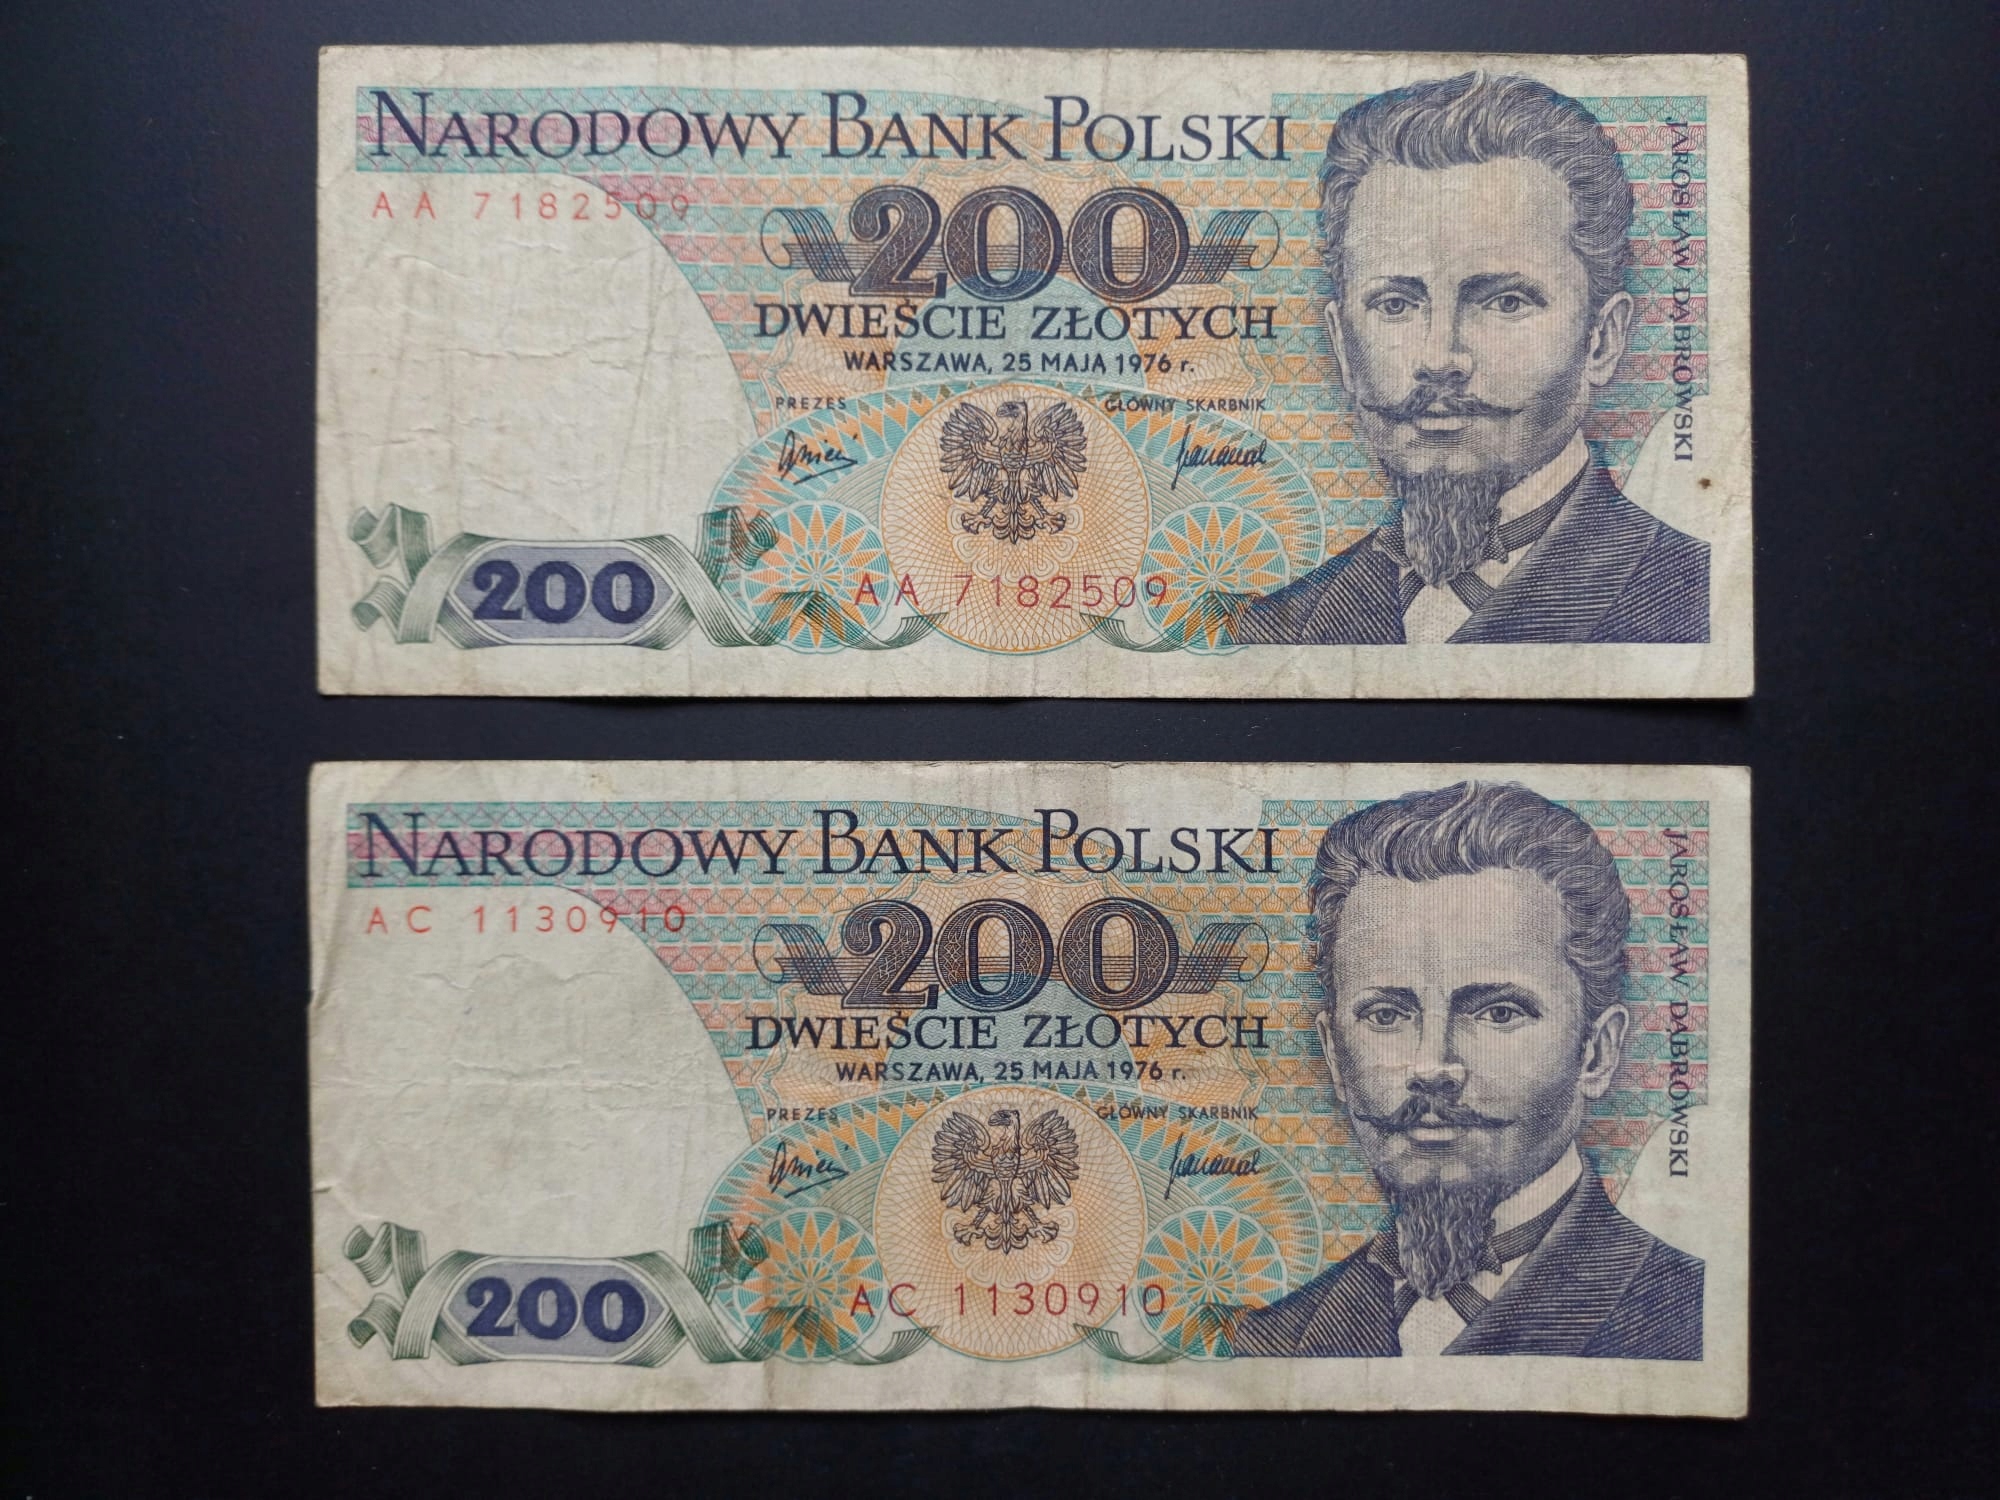 NARODOWY BANK POLSKI
AA 7182509
200
DWIEŚCIE ZŁOTYCH
WARSZAWA, 25 MAJA 1976 r.
PREZES GŁÓWNY SKARBNIK
200
AA 7182509
JAROSŁAW DĄBROWSKI
NARODOWY BANK POLSKI
AC 1130910
200
DWIEŚCIE ZŁOTYCH
WARSZAWA, 25 MAJA 1976 r.
PREZES GŁÓWNY SKARBNIK
200
AC 1130910
JAROSŁAW DĄBROWSKI